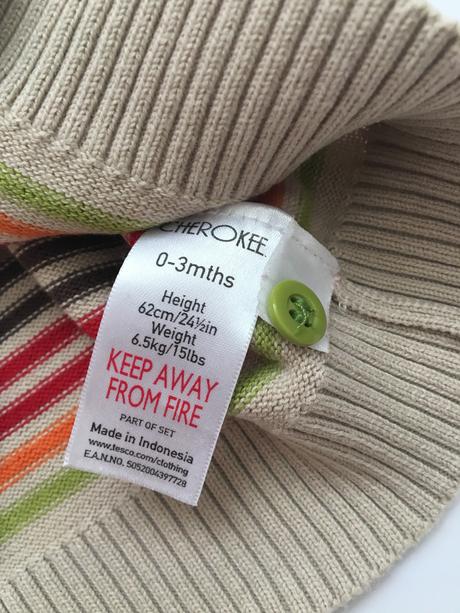 CHEROKEE
0-3mths
Height
62cm/24½in
Weight
6.5kg/15lbs
KEEP AWAY
FROM FIRE
PART OF SET
Made in Indonesia
www.tesco.com/clothing
E.A.N.NO. 5052004397728